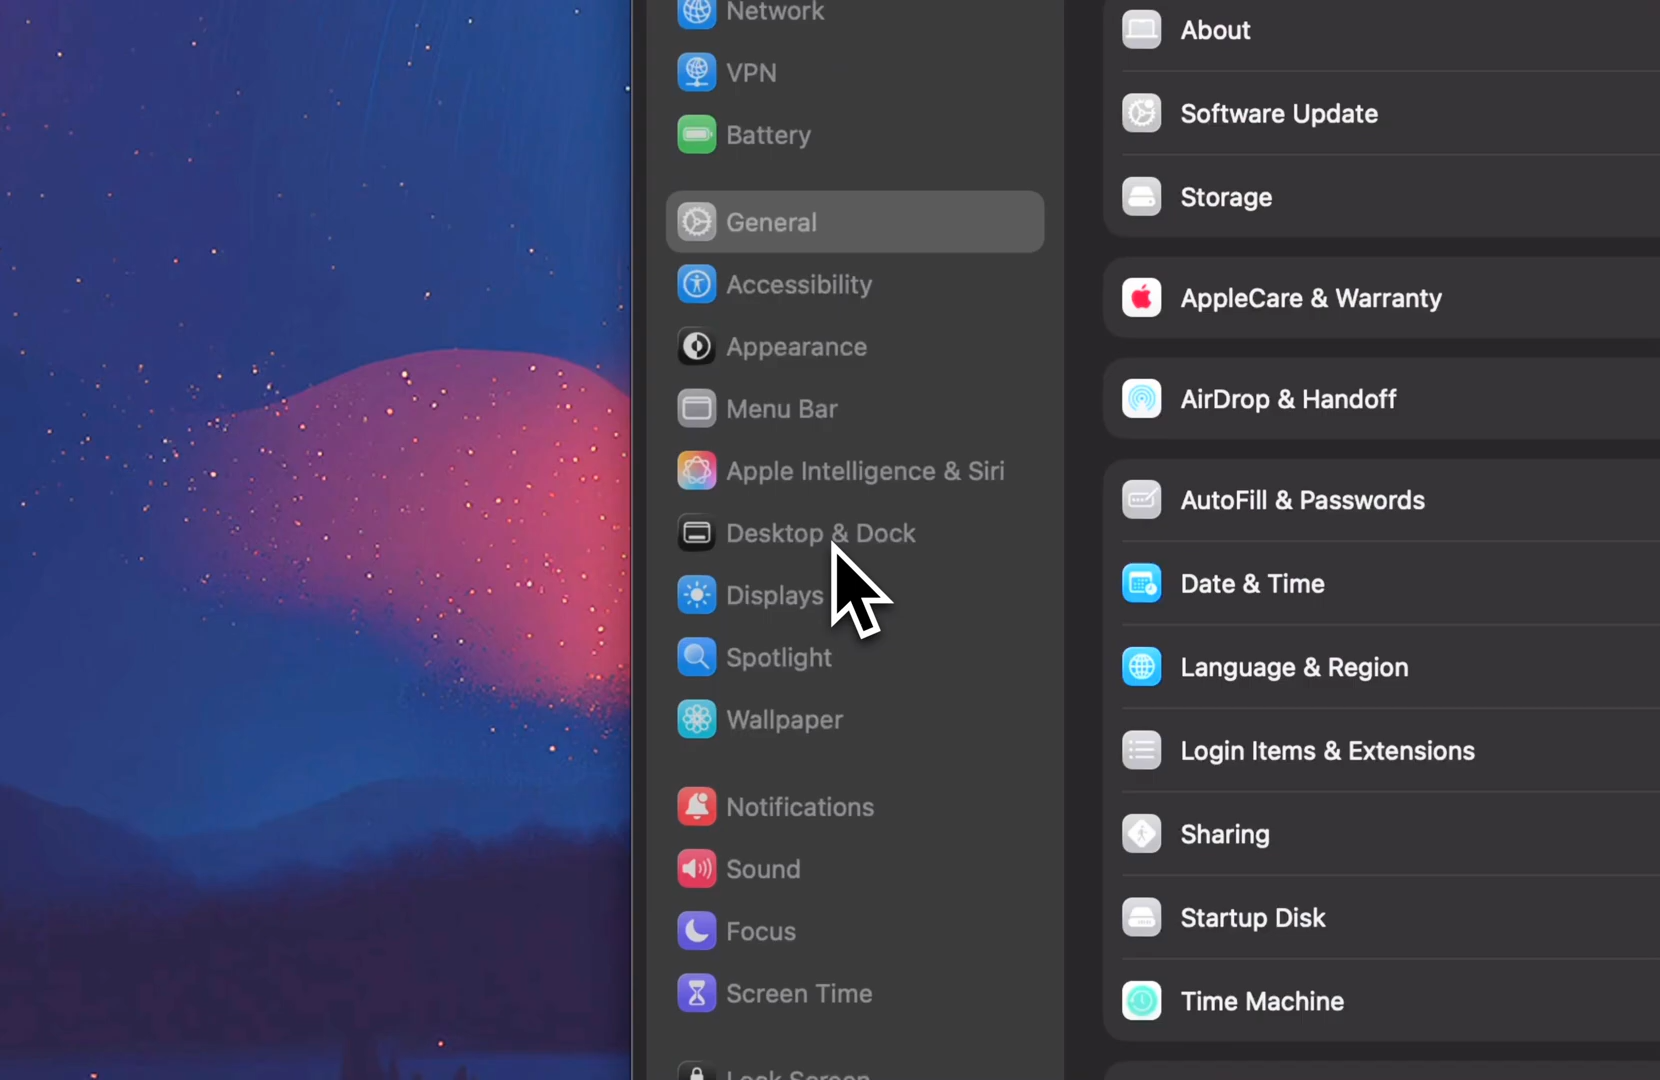 Network
VPN
Battery
General
Accessibility
Appearance
Menu Bar
Apple Intelligence & Siri
Desktop & Dock
Displays
Spotlight
Wallpaper
Notifications
Sound
Focus
Screen Time
Lock Screen
About
Software Update
Storage
AppleCare & Warranty
AirDrop & Handoff
AutoFill & Passwords
Date & Time
Language & Region
Login Items & Extensions
Sharing
Startup Disk
Time Machine